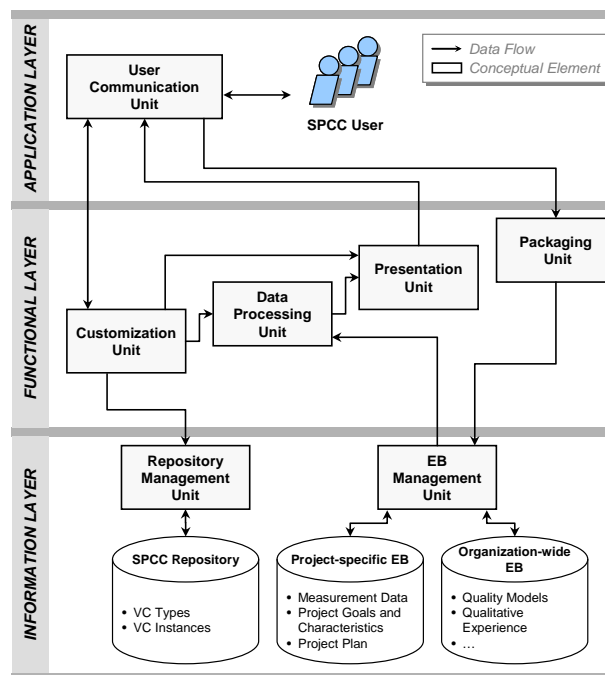 APPLICATION LAYER
User
Communication
Unit
SPCC User
Data Flow
Conceptual Element
FUNCTIONAL LAYER
Packaging
Unit
Presentation
Unit
Data
Processing
Unit
Customization
Unit
INFORMATION LAYER
Repository
Management
Unit
EB
Management
Unit
SPCC Repository
• VC Types
• VC Instances
Project-specific EB
• Measurement Data
• Project Goals and
Characteristics
• Project Plan
Organization-wide
EB
• Quality Models
• Qualitative
Experience
• …